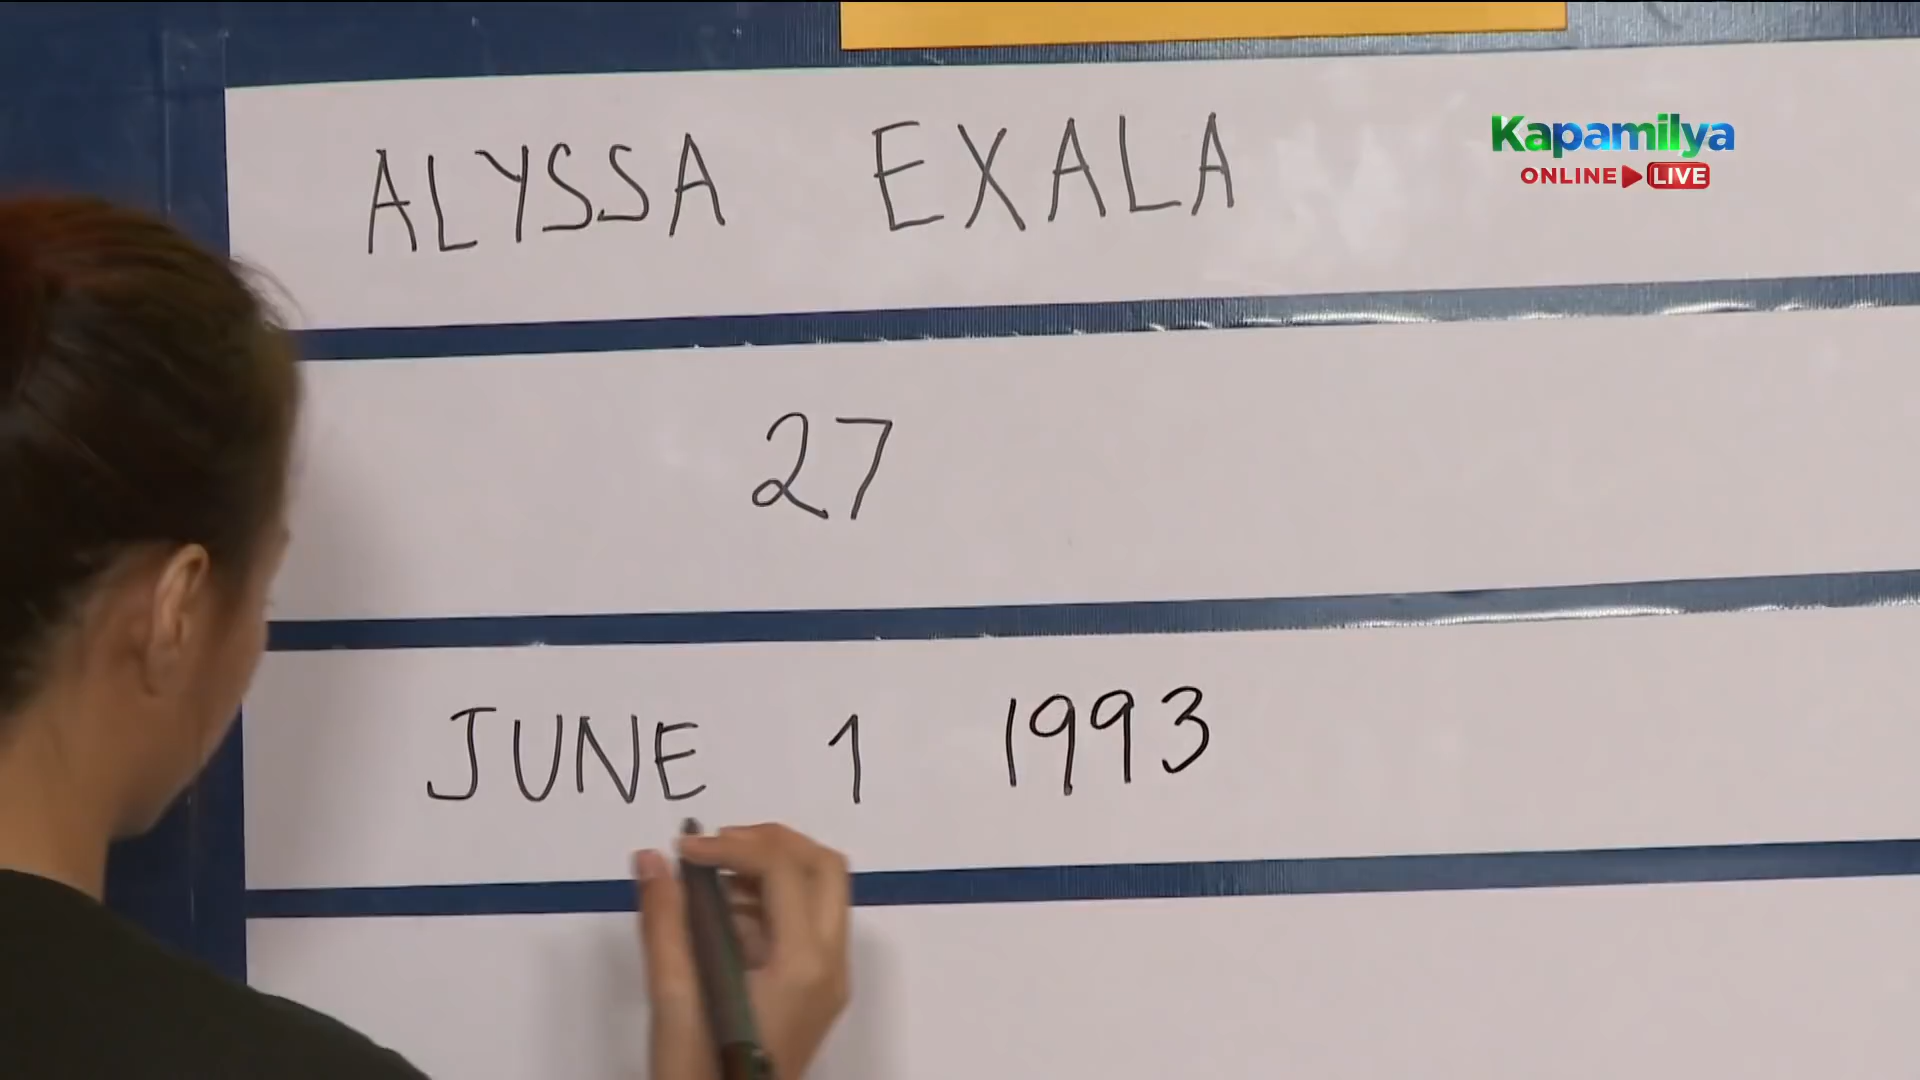 ALYSSA EXALA
Kapamilya
ONLINE LIVE
27
JUNE 1 1993